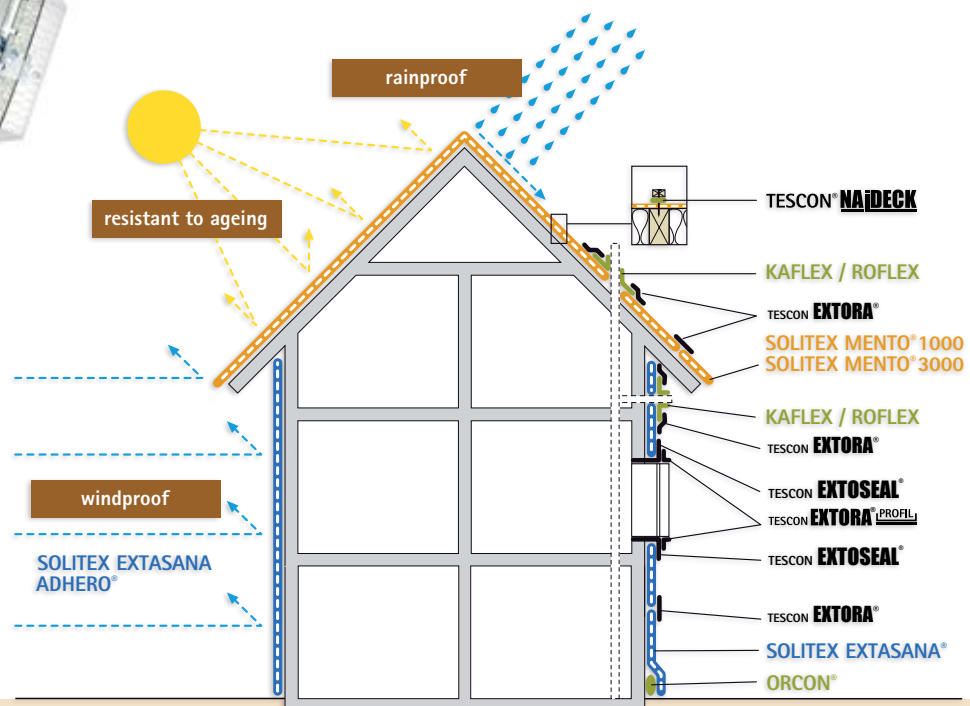 rainproof
resistant to ageing
windproof
SOLITEX EXTASANA
ADHERO®
TESCON® NAIDECK
KAFLEX / ROFLEX
TESCON EXTORA®
SOLITEX MENTO® 1000
SOLITEX MENTO® 3000
KAFLEX / ROFLEX
TESCON EXTORA®
TESCON EXTOSEAL®
TESCON EXTORA® PROFIL
TESCON EXTOSEAL®
TESCON EXTORA®
SOLITEX EXTASANA®
ORCON®